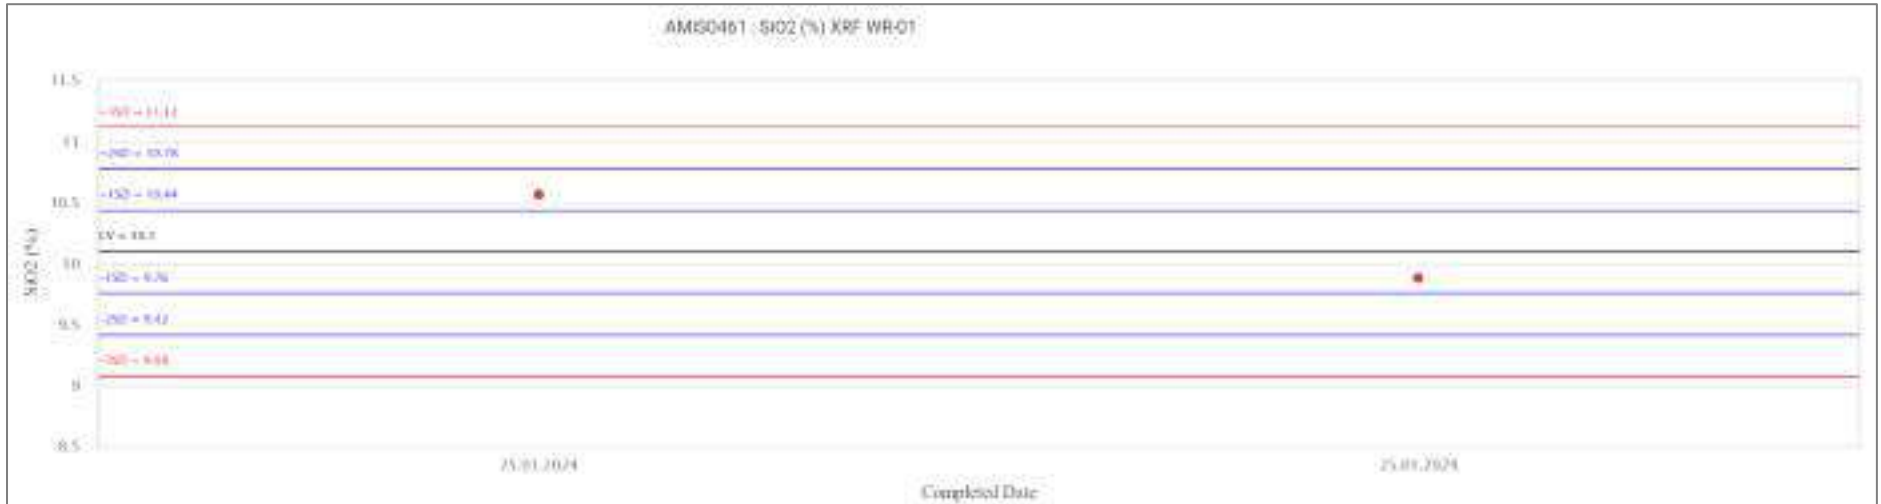 AMIS0461 : SiO2 (%) XRF WR-01
11.5
11
10.5
10
9.5
9
8.5
SiO2 (%)
+3SD = 11.12
+2SD = 10.78
+1SD = 10.44
CV = 10.1
-1SD = 9.76
-2SD = 9.42
-3SD = 9.08
25.01.2024
25.01.2024
Completed Date